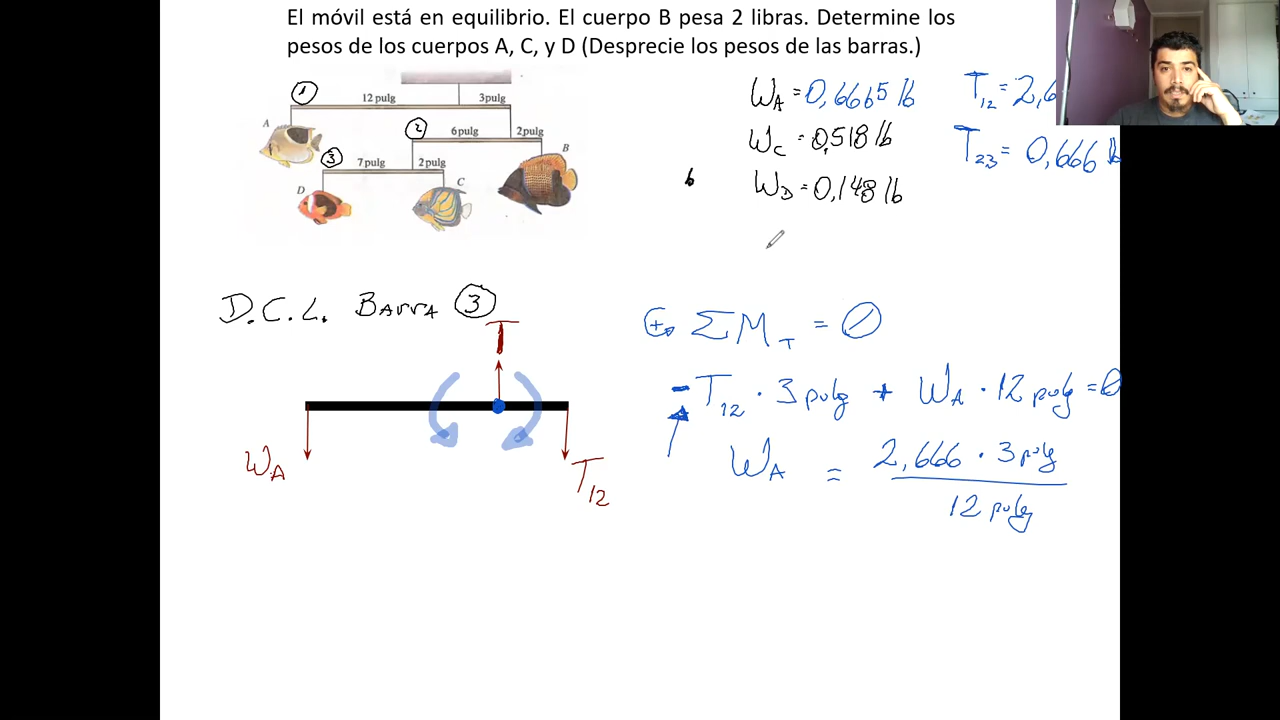 El móvil está en equilibrio. El cuerpo B pesa 2 libras. Determine los
pesos de los cuerpos A, C, y D (Desprecie los pesos de las barras.)
1
12 pulg
3pulg
A
2
6pulg
2pulg
B
3
7 pulg
2pulg
D
C
W_A = 0,6665 lb
W_C = 0,518 lb
b
W_D = 0,148 lb
T_12 = 2,6
T_23 = 0,666 lb
D.C.L. Barra 3
T
W_A
T_12
+ ΣM_T = 0
- T_12 · 3 pulg + W_A · 12 pulg = 0
W_A = 2,666 · 3 pulg
12 pulg